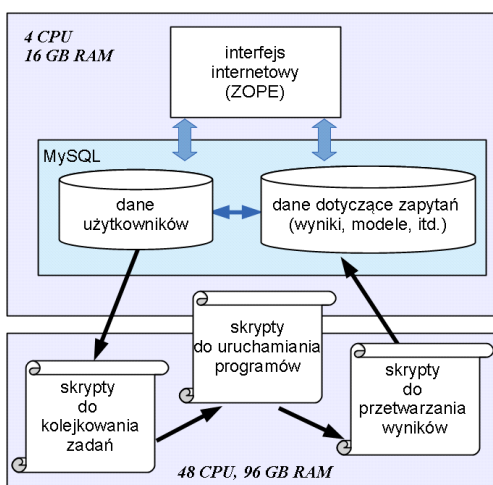 4 CPU
16 GB RAM
interfejs
internetowy
(ZOPE)
MySQL
dane
użytkowników
dane dotyczące zapytań
(wyniki, modele, itd.)
skrypty
do
kolejkowania
zadań
skrypty
do uruchamiania
programów
skrypty
do
przetwarzania
wyników
48 CPU, 96 GB RAM